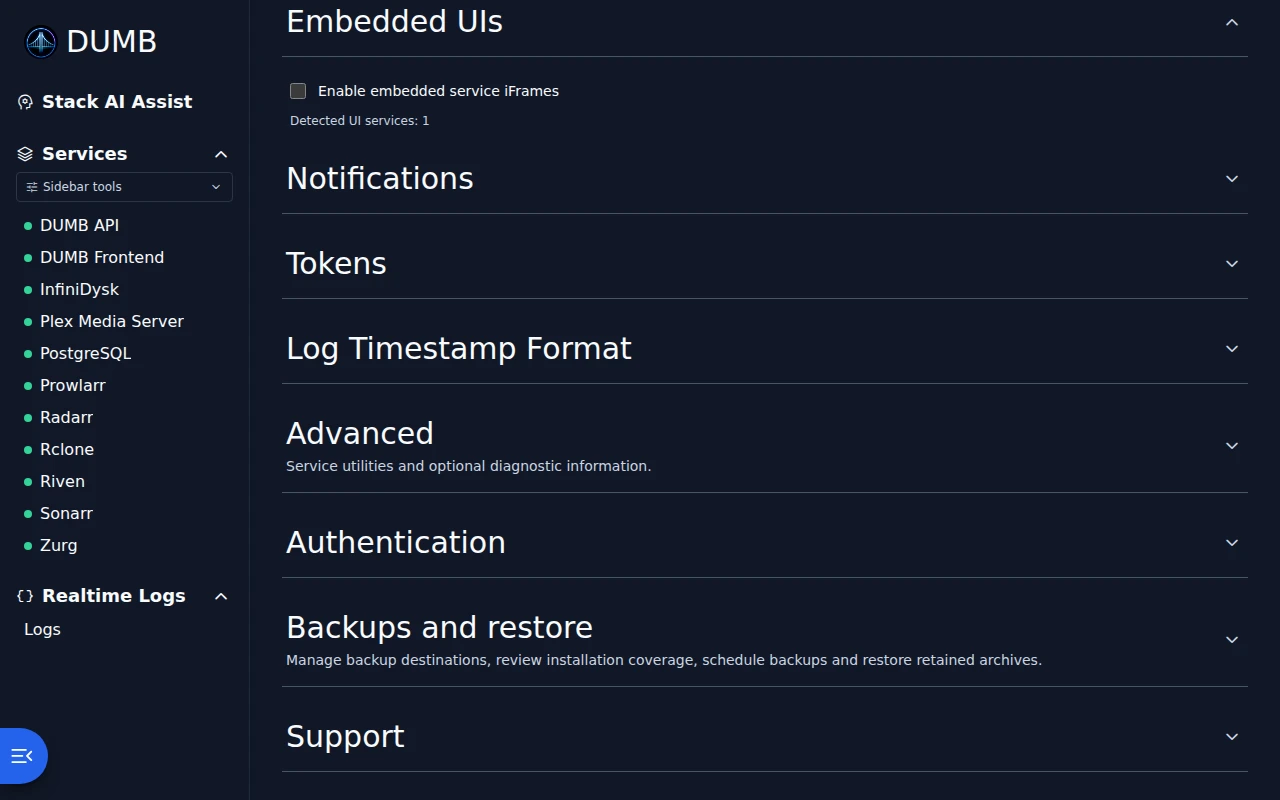 DUMB
Stack AI Assist
Services
Sidebar tools
DUMB API
DUMB Frontend
InfiniDysk
Plex Media Server
PostgreSQL
Prowlarr
Radarr
Rclone
Riven
Sonarr
Zurg
Realtime Logs
Logs
Embedded UIs
Enable embedded service iFrames
Detected UI services: 1
Notifications
Tokens
Log Timestamp Format
Advanced
Service utilities and optional diagnostic information.
Authentication
Backups and restore
Manage backup destinations, review installation coverage, schedule backups and restore retained archives.
Support